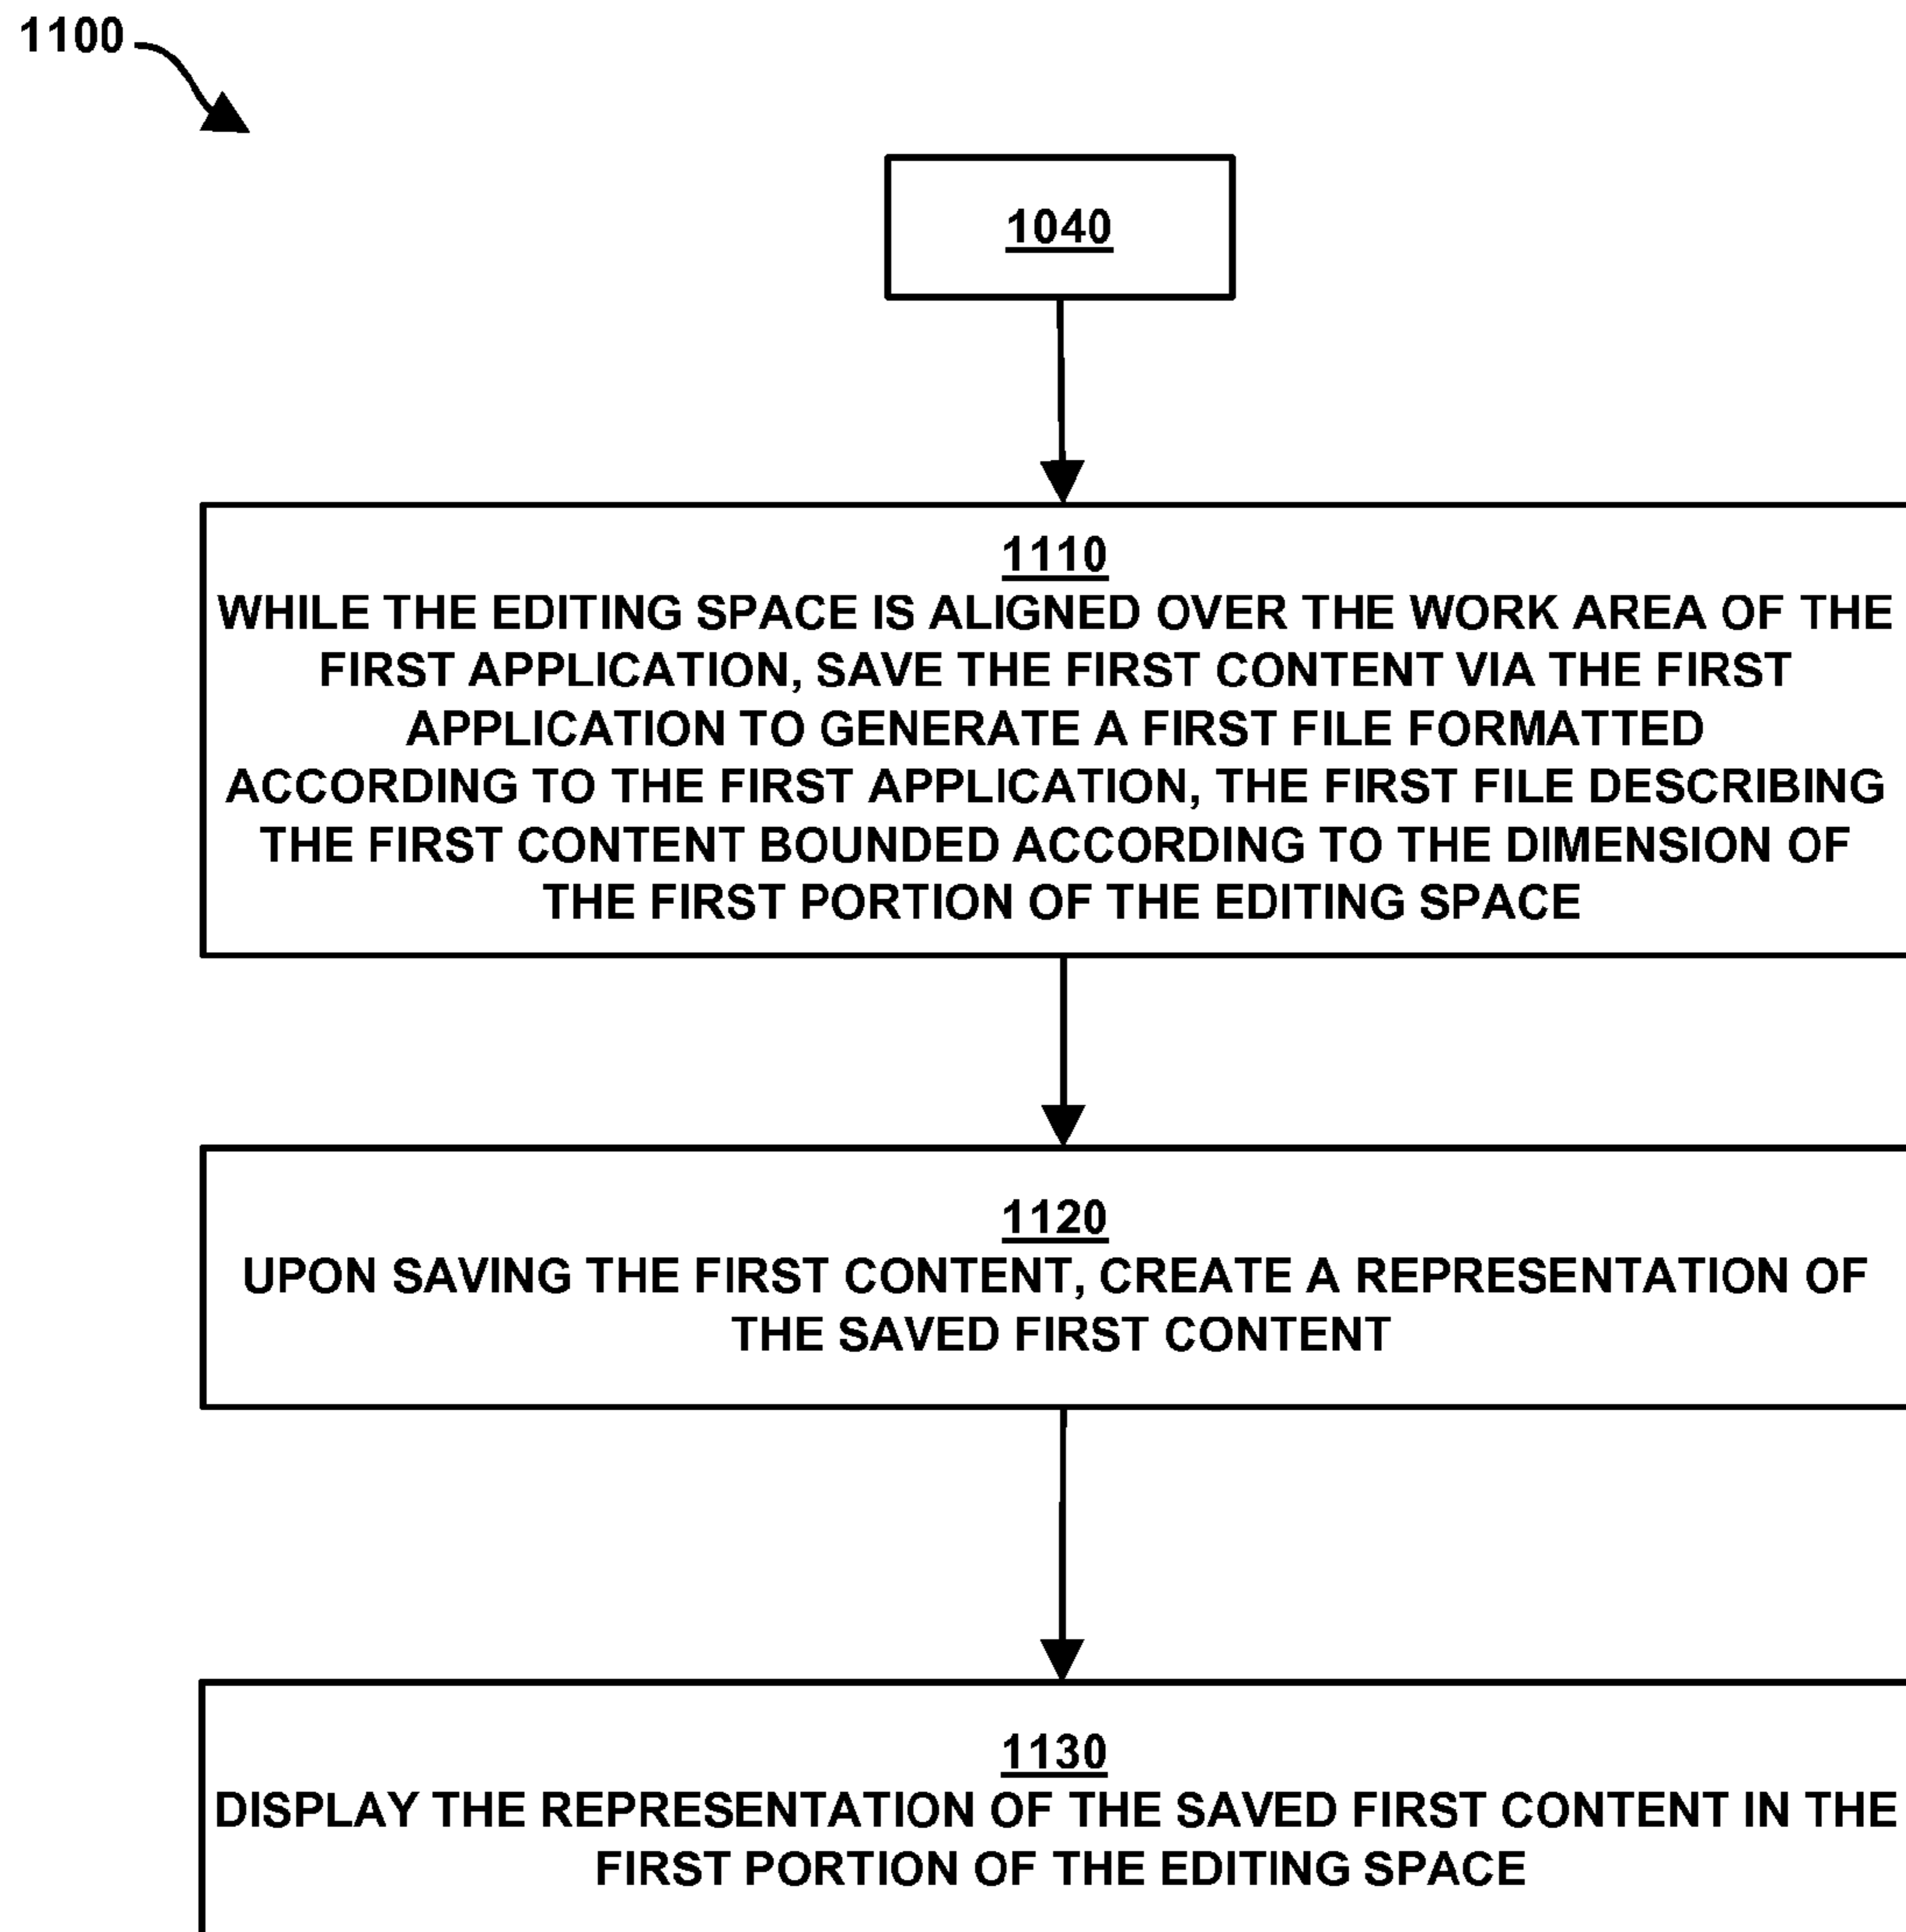 1100
1040
1110
WHILE THE EDITING SPACE IS ALIGNED OVER THE WORK AREA OF THE
FIRST APPLICATION, SAVE THE FIRST CONTENT VIA THE FIRST
APPLICATION TO GENERATE A FIRST FILE FORMATTED
ACCORDING TO THE FIRST APPLICATION, THE FIRST FILE DESCRIBING
THE FIRST CONTENT BOUNDED ACCORDING TO THE DIMENSION OF
THE FIRST PORTION OF THE EDITING SPACE
1120
UPON SAVING THE FIRST CONTENT, CREATE A REPRESENTATION OF
THE SAVED FIRST CONTENT
1130
DISPLAY THE REPRESENTATION OF THE SAVED FIRST CONTENT IN THE
FIRST PORTION OF THE EDITING SPACE